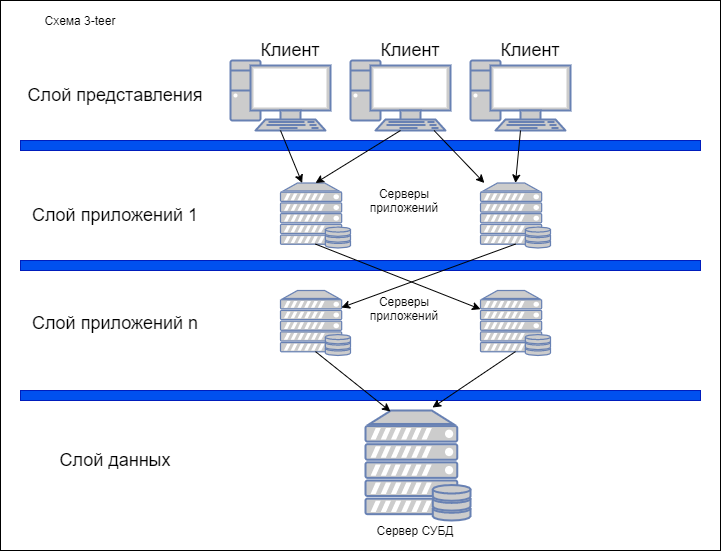 Схема 3-teer
Клиент
Клиент
Клиент
Слой представления
Слой приложений 1
Серверы
приложений
Слой приложений n
Серверы
приложений
Слой данных
Сервер СУБД